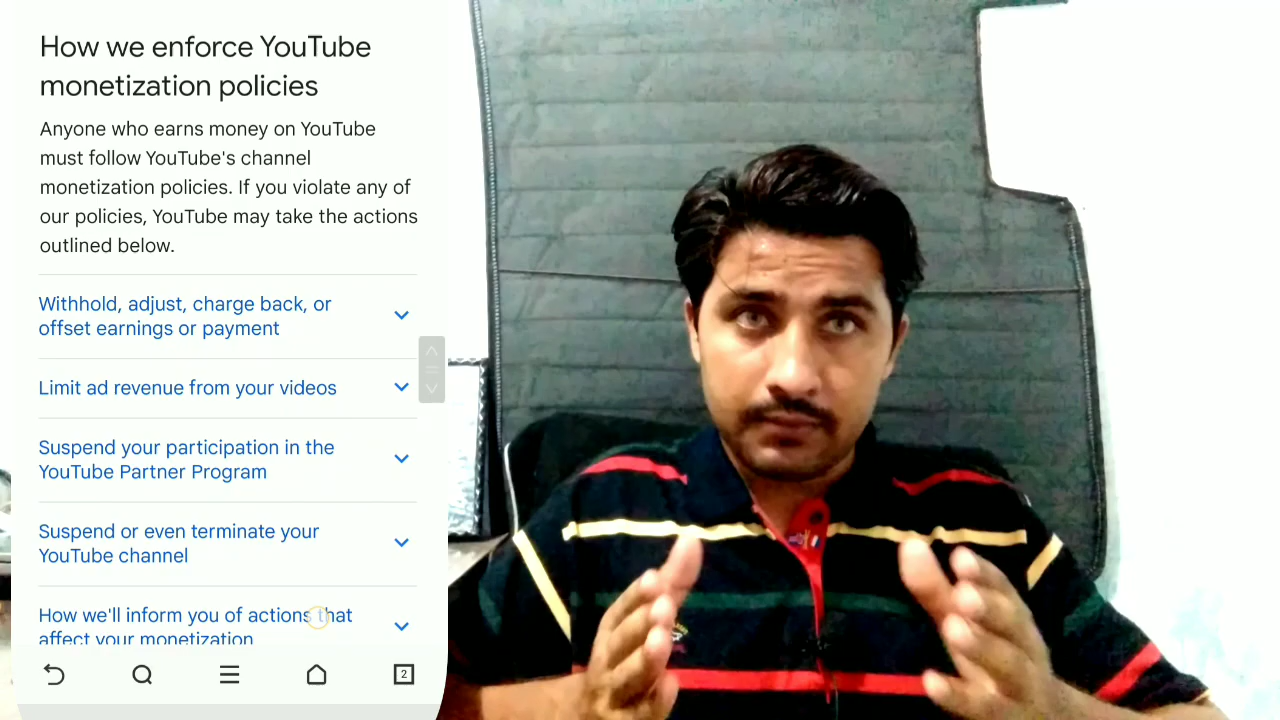 How we enforce YouTube
monetization policies
Anyone who earns money on YouTube
must follow YouTube's channel
monetization policies. If you violate any of
our policies, YouTube may take the actions
outlined below.
Withhold, adjust, charge back, or
offset earnings or payment
Limit ad revenue from your videos
Suspend your participation in the
YouTube Partner Program
Suspend or even terminate your
YouTube channel
How we'll inform you of actions that
affect your monetization
2